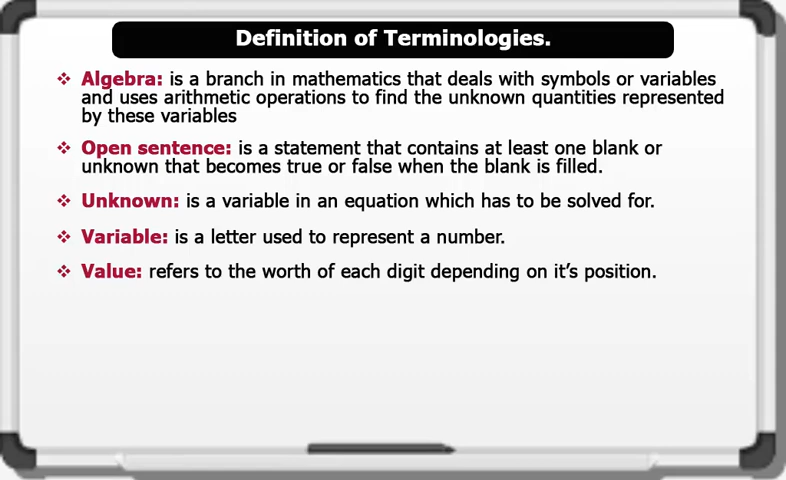 Definition of Terminologies.
❖ Algebra: is a branch in mathematics that deals with symbols or variables
and uses arithmetic operations to find the unknown quantities represented
by these variables
❖ Open sentence: is a statement that contains at least one blank or
unknown that becomes true or false when the blank is filled.
❖ Unknown: is a variable in an equation which has to be solved for.
❖ Variable: is a letter used to represent a number.
❖ Value: refers to the worth of each digit depending on it’s position.